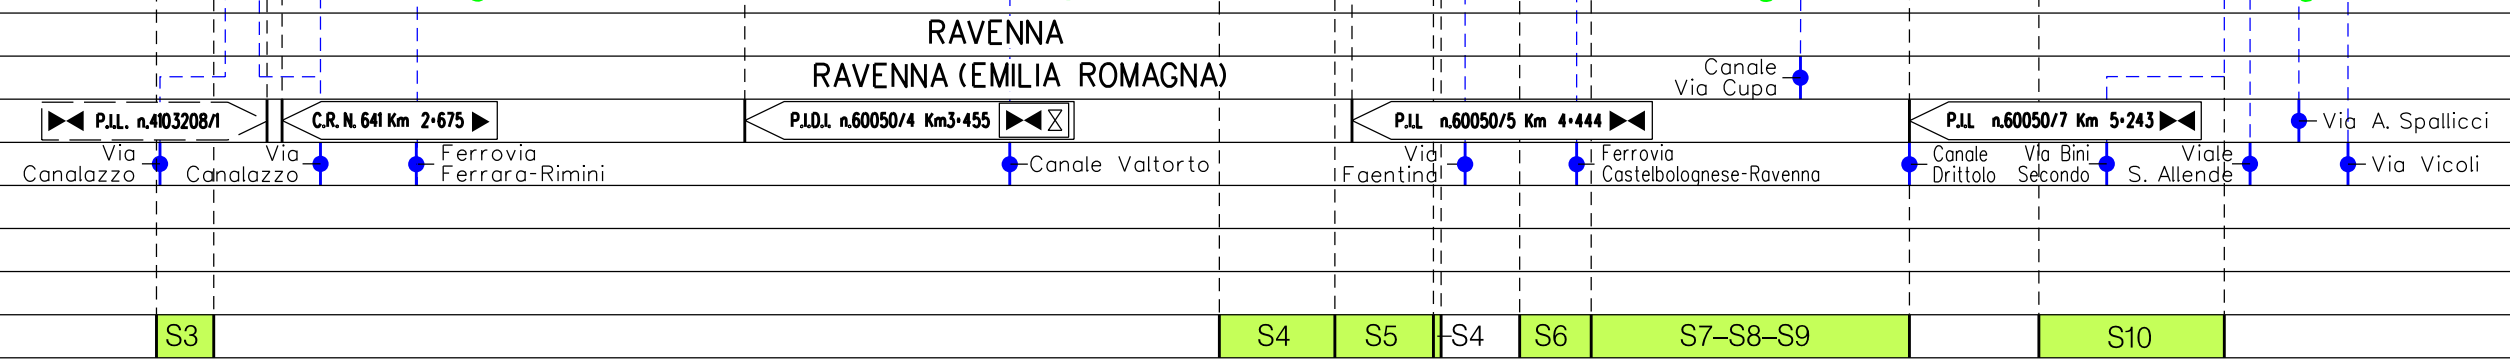 RAVENNA
RAVENNA (EMILIA ROMAGNA)
Canale
Via Cupa
P.I.L. n.4103208/1
C.R. N. 641 Km 2+675
P.I.D.I. n.60050/4 Km3+455
P.I.L n.60050/5 Km 4+444
P.I.L n.60050/7 Km 5+243
Via A. Spallicci
Via
Canalazzo
Via
Canalazzo
Ferrovia
Ferrara-Rimini
Canale Valtorto
Via
Faentina
Ferrovia
Castelbolognese-Ravenna
Canale
Drittolo
Via Bini
Secondo
Viale
S. Allende
Via Vicoli
S3
S4
S5
S4
S6
S7-S8-S9
S10